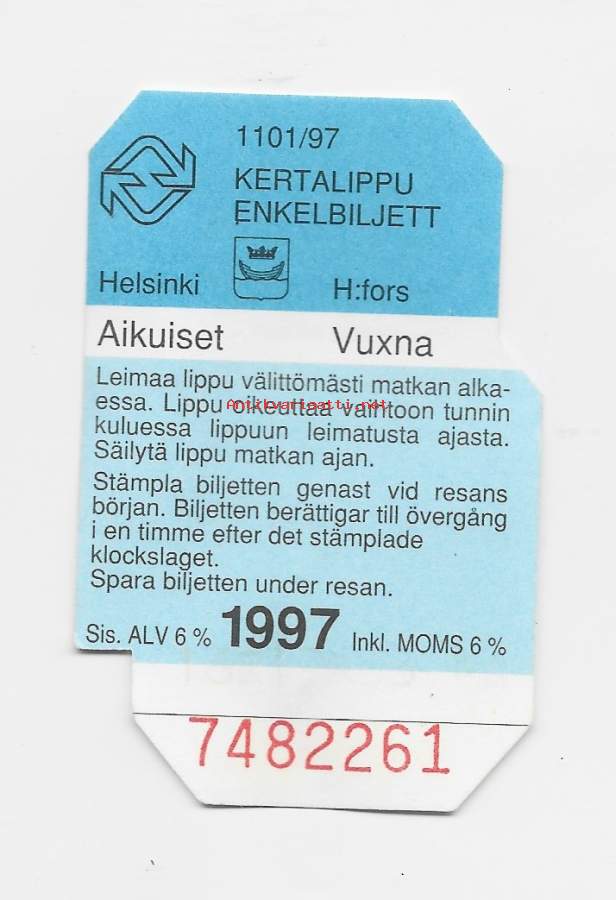 1101/97
KERTALIPPU
ENKELBILJETT
Helsinki H:fors
Aikuiset Vuxna
Leimaa lippu välittömästi matkan alka-
essa. Lippu oikeuttaa vaihtoon tunnin
Antikvariaatti.net
kuluessa lippuun leimatusta ajasta.
Säilytä lippu matkan ajan.
Stämpla biljetten genast vid resans
början. Biljetten berättigar till övergång
i en timme efter det stämplade
klockslaget.
Spara biljetten under resan.
Sis. ALV 6 % 1997 Inkl. MOMS 6 %
7482261